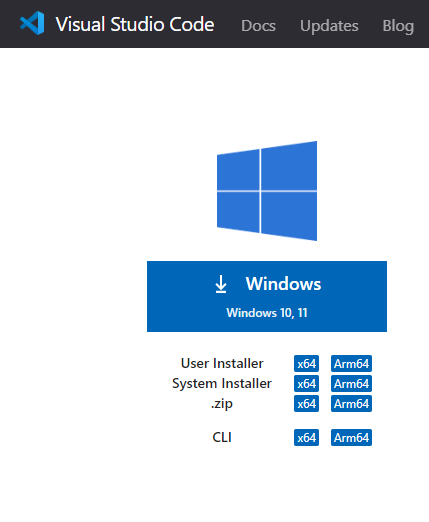 Visual Studio Code Docs Updates Blog
Windows
Windows 10, 11
User Installer x64 Arm64
System Installer x64 Arm64
.zip x64 Arm64
CLI x64 Arm64